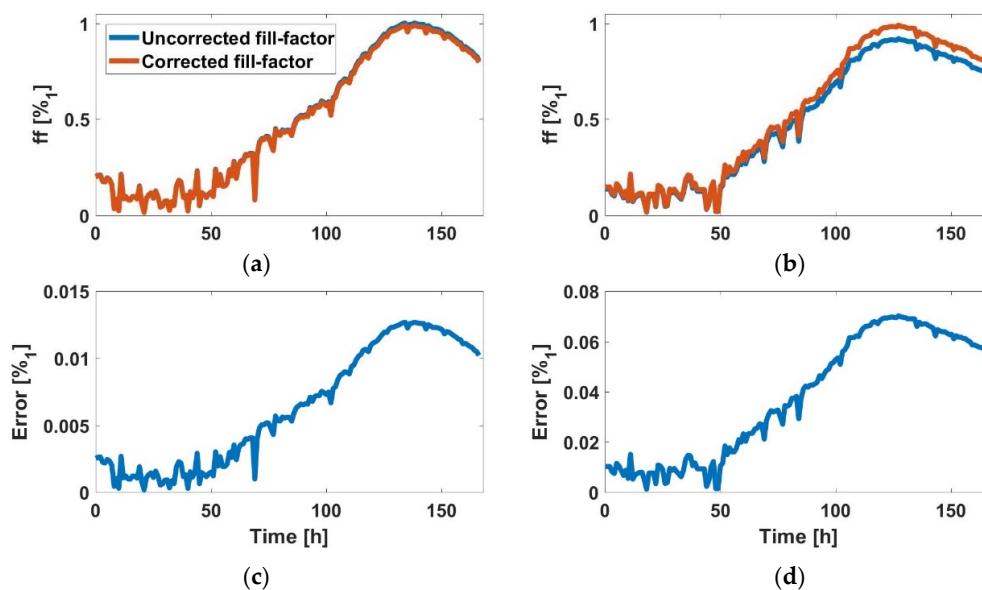 Uncorrected fill-factor
Corrected fill-factor
ff [%₁]
1
0.5
0
0
50
100
150
(a)
ff [%₁]
1
0.5
0
0
50
100
150
(b)
Error [%₁]
0.015
0.01
0.005
0
0
50
100
150
Time [h]
(c)
Error [%₁]
0.08
0.06
0.04
0.02
0
0
50
100
150
Time [h]
(d)